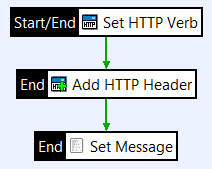 Start/End Set HTTP Verb
End Add HTTP Header
End Set Message